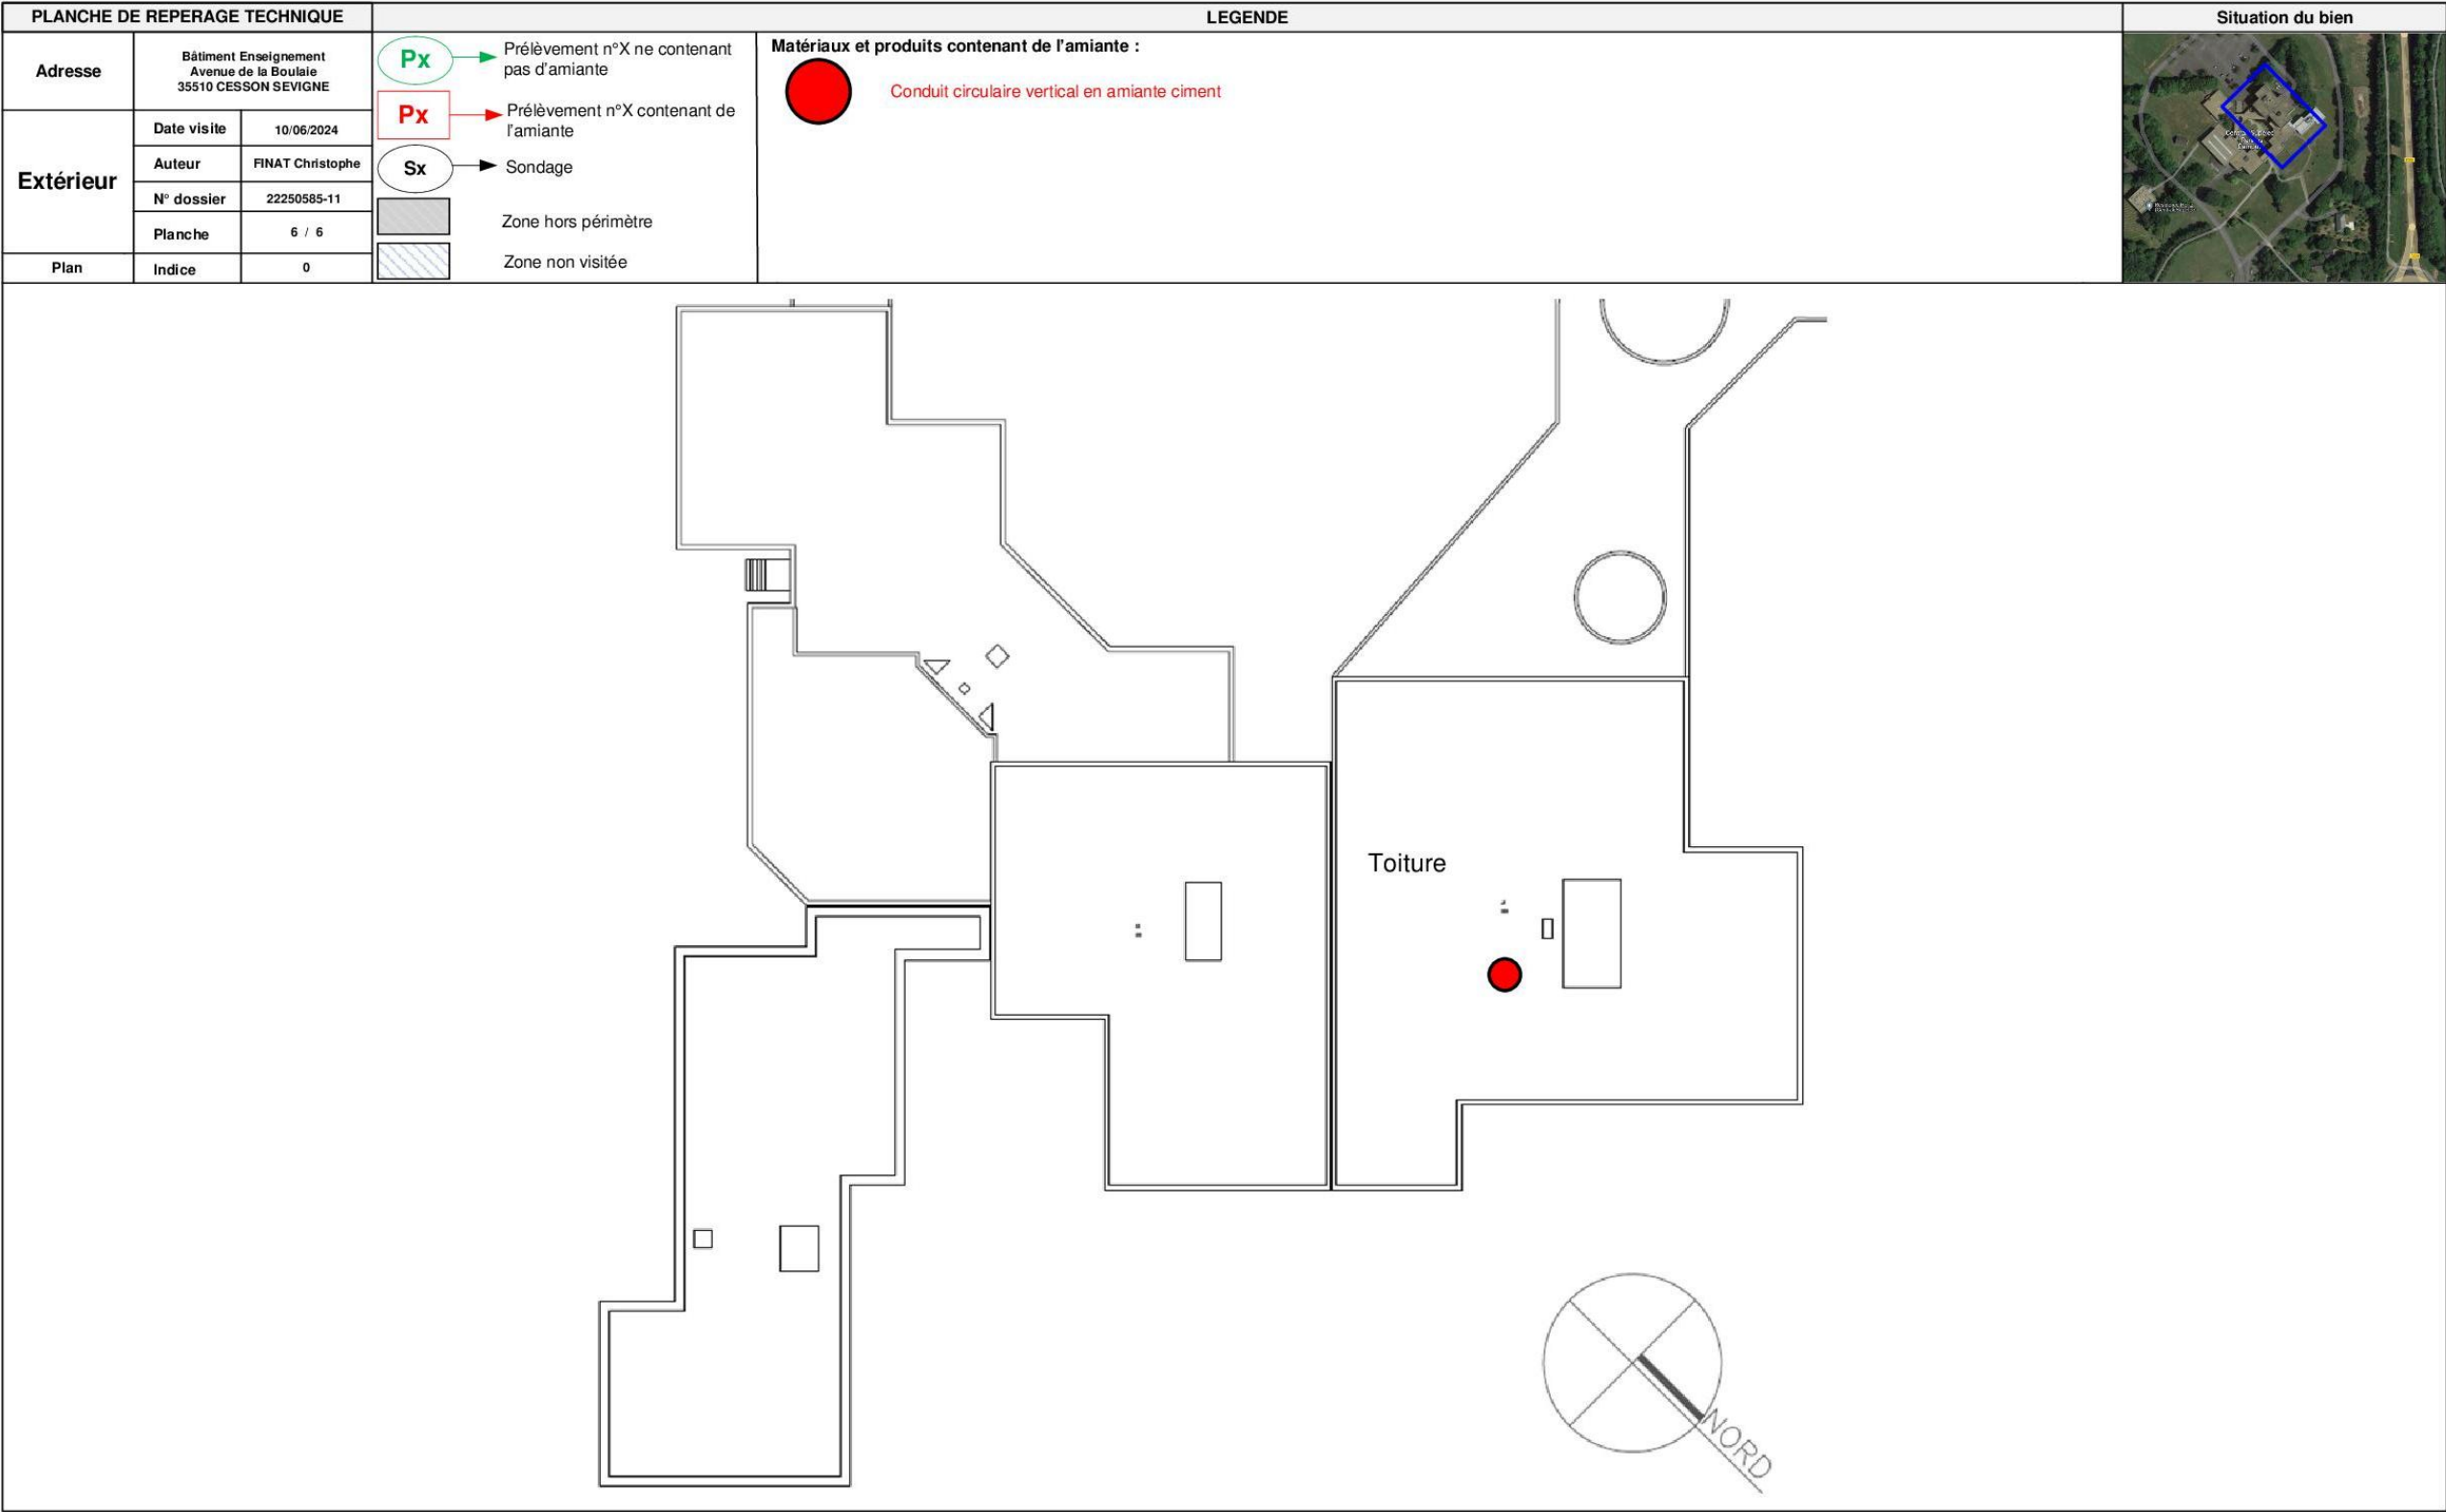 PLANCHE DE REPERAGE TECHNIQUE
LEGENDE
Situation du bien
Adresse
Bâtiment Enseignement
Avenue de la Boulaie
35510 CESSON SEVIGNE
Extérieur
Date visite
10/06/2024
Auteur
FINAT Christophe
N° dossier
22250585-11
Planche
6 / 6
Plan
Indice
0
Px
Prélèvement n°X ne contenant
pas d'amiante
Px
Prélèvement n°X contenant de
l'amiante
Sx
Sondage
Zone hors périmètre
Zone non visitée
Matériaux et produits contenant de l'amiante :
Conduit circulaire vertical en amiante ciment
Toiture
NORD